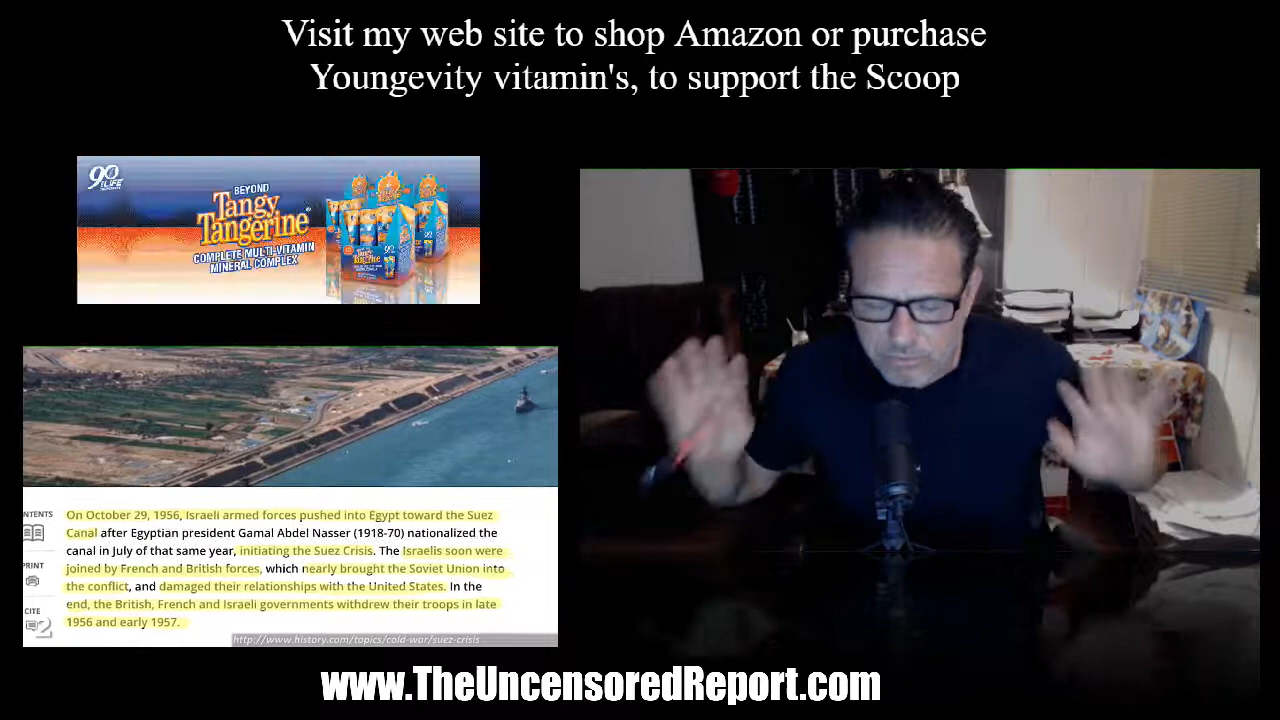 Visit my web site to shop Amazon or purchase
Youngevity vitamin's, to support the Scoop
90
BEYOND
Tangy
Tangerine®
COMPLETE MULTI-VITAMIN
MINERAL COMPLEX
On October 29, 1956, Israeli armed forces pushed into Egypt toward the Suez
Canal after Egyptian president Gamal Abdel Nasser (1918-70) nationalized the
canal in July of that same year, initiating the Suez Crisis. The Israelis soon were
joined by French and British forces, which nearly brought the Soviet Union into
the conflict, and damaged their relationships with the United States. In the
end, the British, French and Israeli governments withdrew their troops in late
1956 and early 1957.
NTENTS
PRINT
CITE
2
http://www.history.com/topics/cold-war/suez-crisis
www.TheUncensoredReport.com